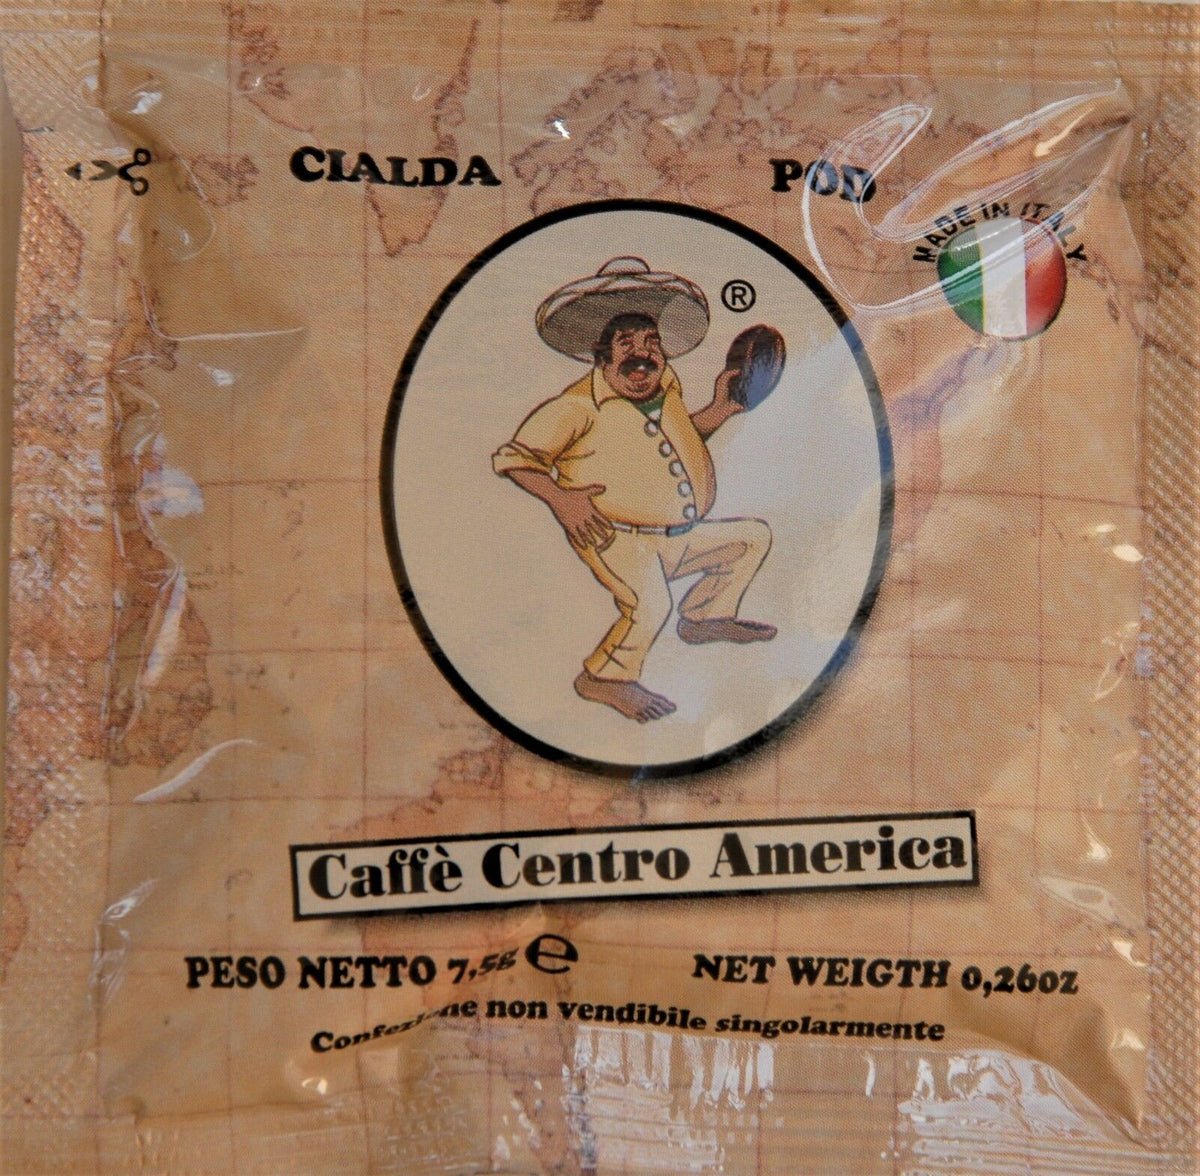 CIALDA POD
MADE IN ITALY
®
Caffè Centro America
PESO NETTO 7,5g e NET WEIGTH 0,26oz
Confezione non vendibile singolarmente